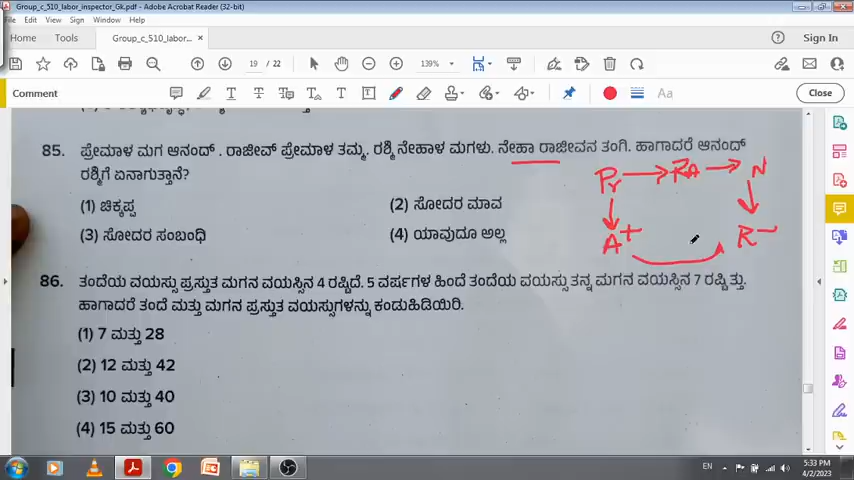 Group_c_510_labor_inspector_Gk.pdf - Adobe Acrobat Reader (32-bit)
File Edit View Sign Window Help
Home Tools Group_c_510_labor... × Sign In
19 / 22 139%
Comment T T T Aa Close
85. ಪ್ರೇಮಾಳ ಮಗ ಆನಂದ್ . ರಾಜೀವ್ ಪ್ರೇಮಾಳ ತಮ್ಮ. ರಶ್ಮಿ ನೇಹಾಳ ಮಗಳು. ನೇಹಾ ರಾಜೀವನ ತಂಗಿ. ಹಾಗಾದರೆ ಆನಂದ್
ರಶ್ಮಿಗೆ ಏನಾಗುತ್ತಾನೆ?
Pr RA N
(1) ಚಿಕ್ಕಪ್ಪ (2) ಸೋದರ ಮಾವ
(3) ಸೋದರ ಸಂಬಂಧಿ (4) ಯಾವುದೂ ಅಲ್ಲ
A+ R−
86. ತಂದೆಯ ವಯಸ್ಸು ಪ್ರಸ್ತುತ ಮಗನ ವಯಸ್ಸಿನ 4 ರಷ್ಟಿದೆ. 5 ವರ್ಷಗಳ ಹಿಂದೆ ತಂದೆಯ ವಯಸ್ಸು ತನ್ನ ಮಗನ ವಯಸ್ಸಿನ 7 ರಷ್ಟಿತ್ತು.
ಹಾಗಾದರೆ ತಂದೆ ಮತ್ತು ಮಗನ ಪ್ರಸ್ತುತ ವಯಸ್ಸುಗಳನ್ನು ಕಂಡುಹಿಡಿಯಿರಿ.
(1) 7 ಮತ್ತು 28
(2) 12 ಮತ್ತು 42
(3) 10 ಮತ್ತು 40
(4) 15 ಮತ್ತು 60
EN 5:33 PM
4/2/2023